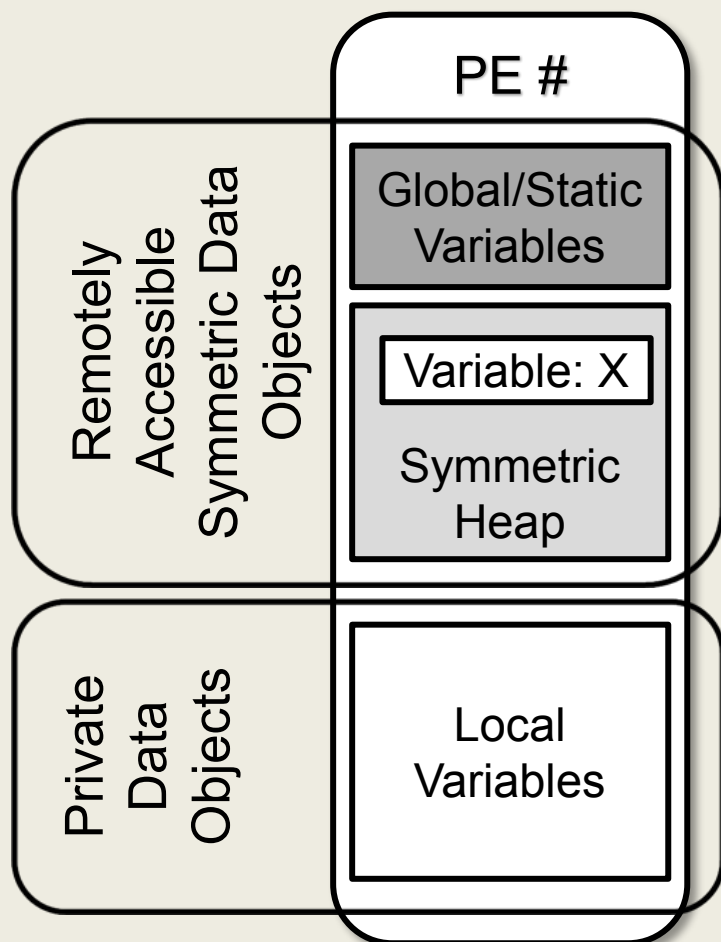 PE #
Remotely
Accessible
Symmetric Data
Objects
Global/Static
Variables
Variable: X
Symmetric
Heap
Private
Data
Objects
Local
Variables